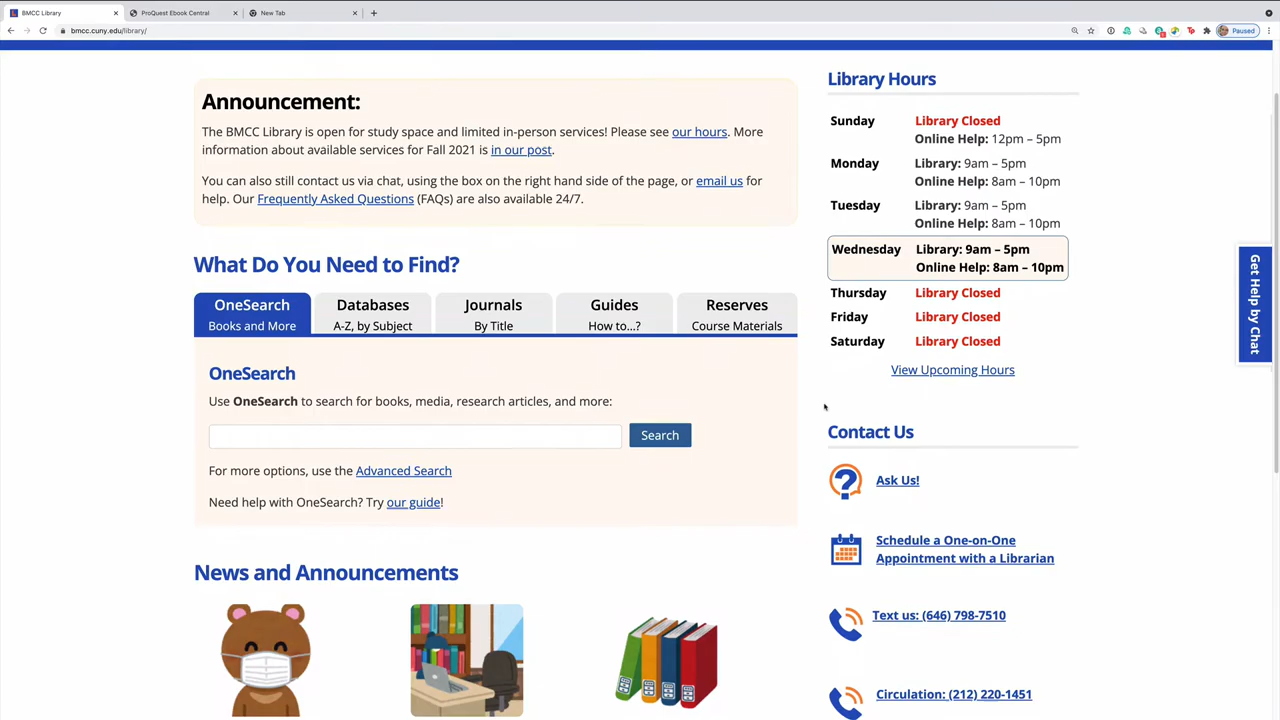 BMCC Library
ProQuest Ebook Central
New Tab
bmcc.cuny.edu/library/
Paused
Announcement:
The BMCC Library is open for study space and limited in-person services! Please see our hours. More
information about available services for Fall 2021 is in our post.
You can also still contact us via chat, using the box on the right hand side of the page, or email us for
help. Our Frequently Asked Questions (FAQs) are also available 24/7.
What Do You Need to Find?
OneSearch
Books and More
Databases
A-Z, by Subject
Journals
By Title
Guides
How to...?
Reserves
Course Materials
OneSearch
Use OneSearch to search for books, media, research articles, and more:
Search
For more options, use the Advanced Search
Need help with OneSearch? Try our guide!
News and Announcements
Library Hours
Sunday Library Closed
Online Help: 12pm – 5pm
Monday Library: 9am – 5pm
Online Help: 8am – 10pm
Tuesday Library: 9am – 5pm
Online Help: 8am – 10pm
Wednesday Library: 9am – 5pm
Online Help: 8am – 10pm
Thursday Library Closed
Friday Library Closed
Saturday Library Closed
View Upcoming Hours
Contact Us
Ask Us!
Schedule a One-on-One
Appointment with a Librarian
Text us: (646) 798-7510
Circulation: (212) 220-1451
Get Help by Chat